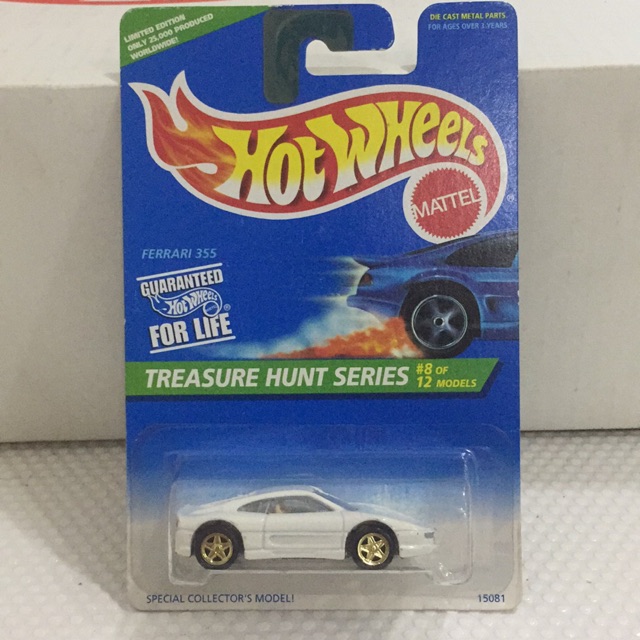 LIMITED EDITION
ONLY 25,000 PRODUCED
WORLDWIDE!
DIE CAST METAL PARTS.
FOR AGES OVER 3 YEARS.
HOT WHEELS
MATTEL
FERRARI 355
GUARANTEED
HOT WHEELS ®
FOR LIFE
TREASURE HUNT SERIES
#8 OF
12 MODELS
SPECIAL COLLECTOR'S MODEL!
15081